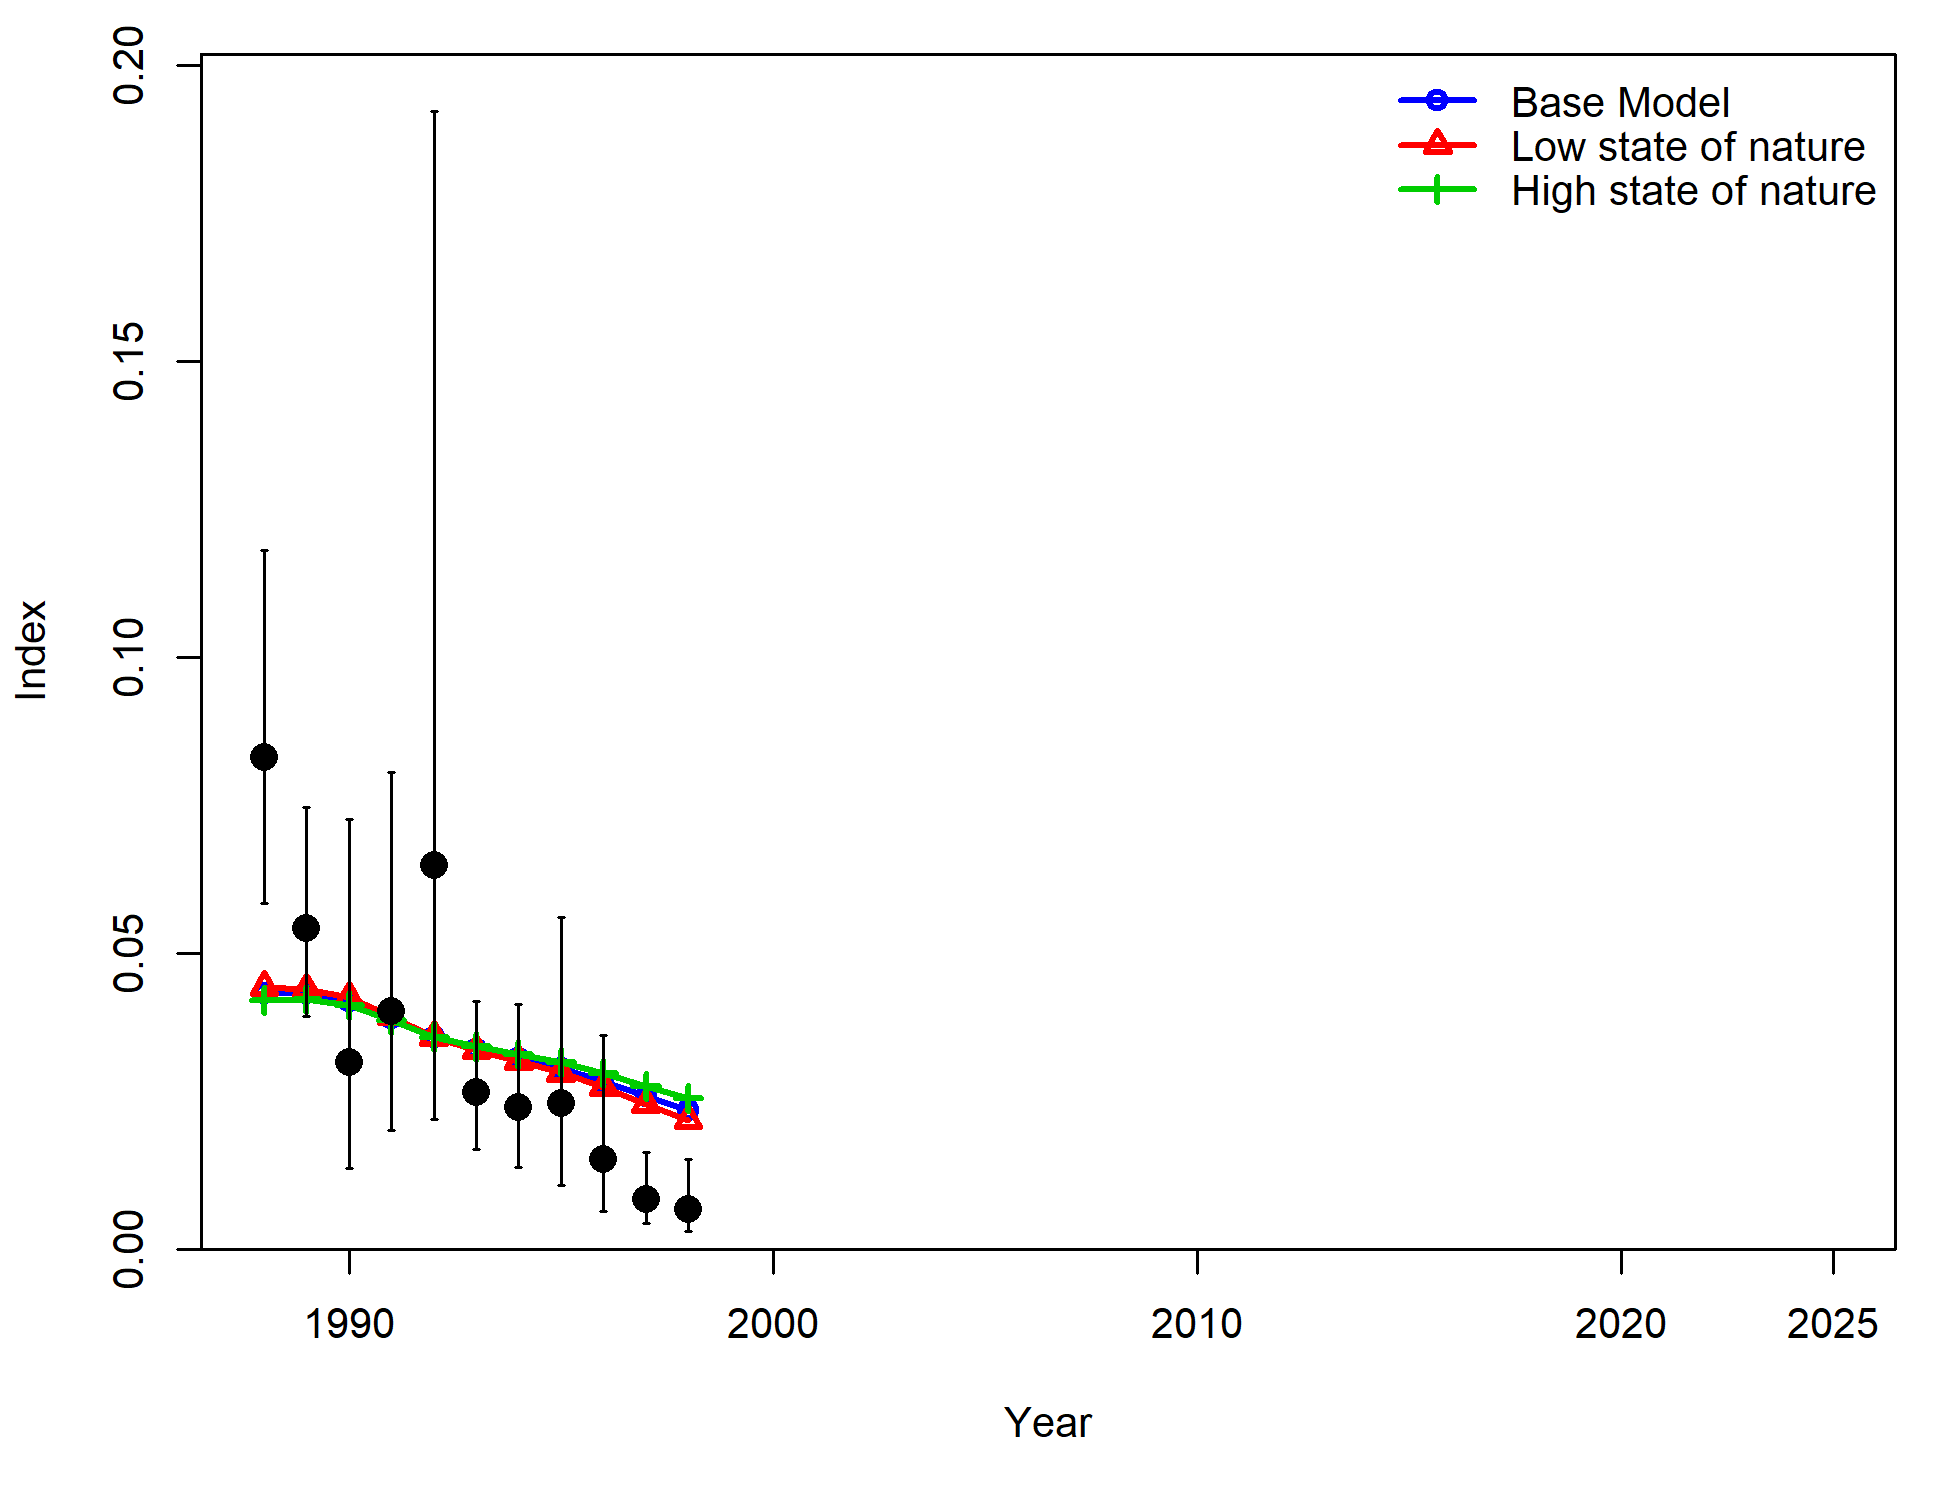 0.20
0.15
0.10
0.05
0.00
Index
Base Model
Low state of nature
High state of nature
1990
2000
2010
2020
2025
Year